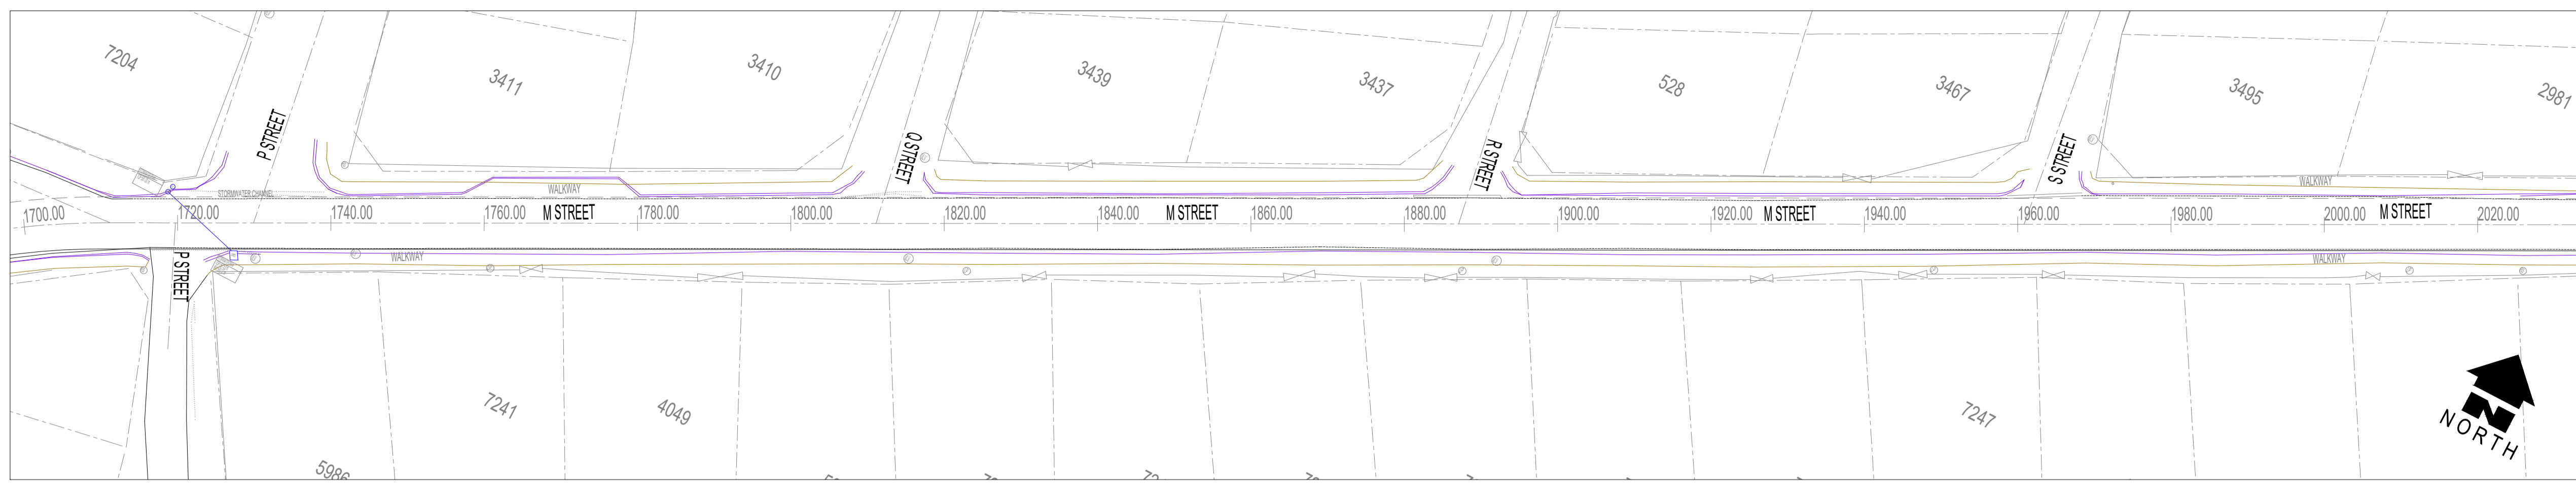 7204
3411
3410
3439
3437
528
3467
3495
2981
P STREET
Q STREET
R STREET
S STREET
STORMWATER CHANNEL
WALKWAY
WALKWAY
1700.00
1720.00
1740.00
1760.00
M STREET
1780.00
1800.00
1820.00
1840.00
M STREET
1860.00
1880.00
1900.00
1920.00
M STREET
1940.00
1960.00
1980.00
2000.00
M STREET
2020.00
P STREET
WALKWAY
WALKWAY
7241
4049
7247
5986
N
NORTH